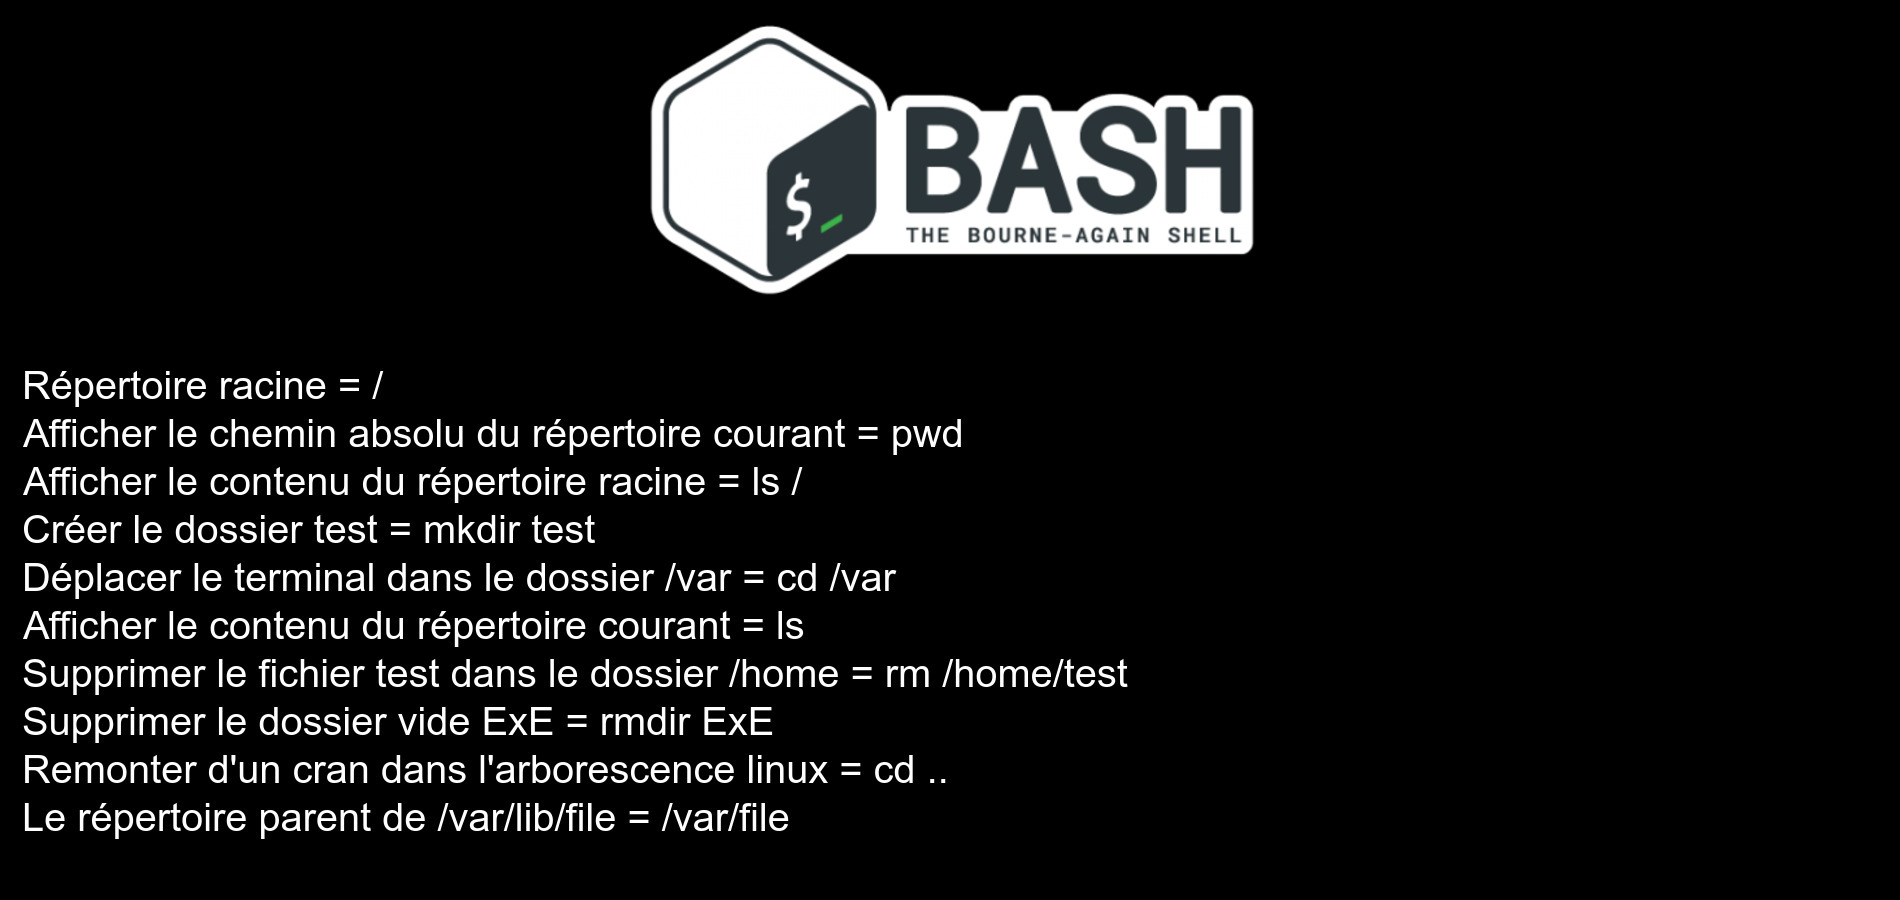 $_
BASH
THE BOURNE-AGAIN SHELL
Répertoire racine = /
Afficher le chemin absolu du répertoire courant = pwd
Afficher le contenu du répertoire racine = ls /
Créer le dossier test = mkdir test
Déplacer le terminal dans le dossier /var = cd /var
Afficher le contenu du répertoire courant = ls
Supprimer le fichier test dans le dossier /home = rm /home/test
Supprimer le dossier vide ExE = rmdir ExE
Remonter d'un cran dans l'arborescence linux = cd ..
Le répertoire parent de /var/lib/file = /var/file